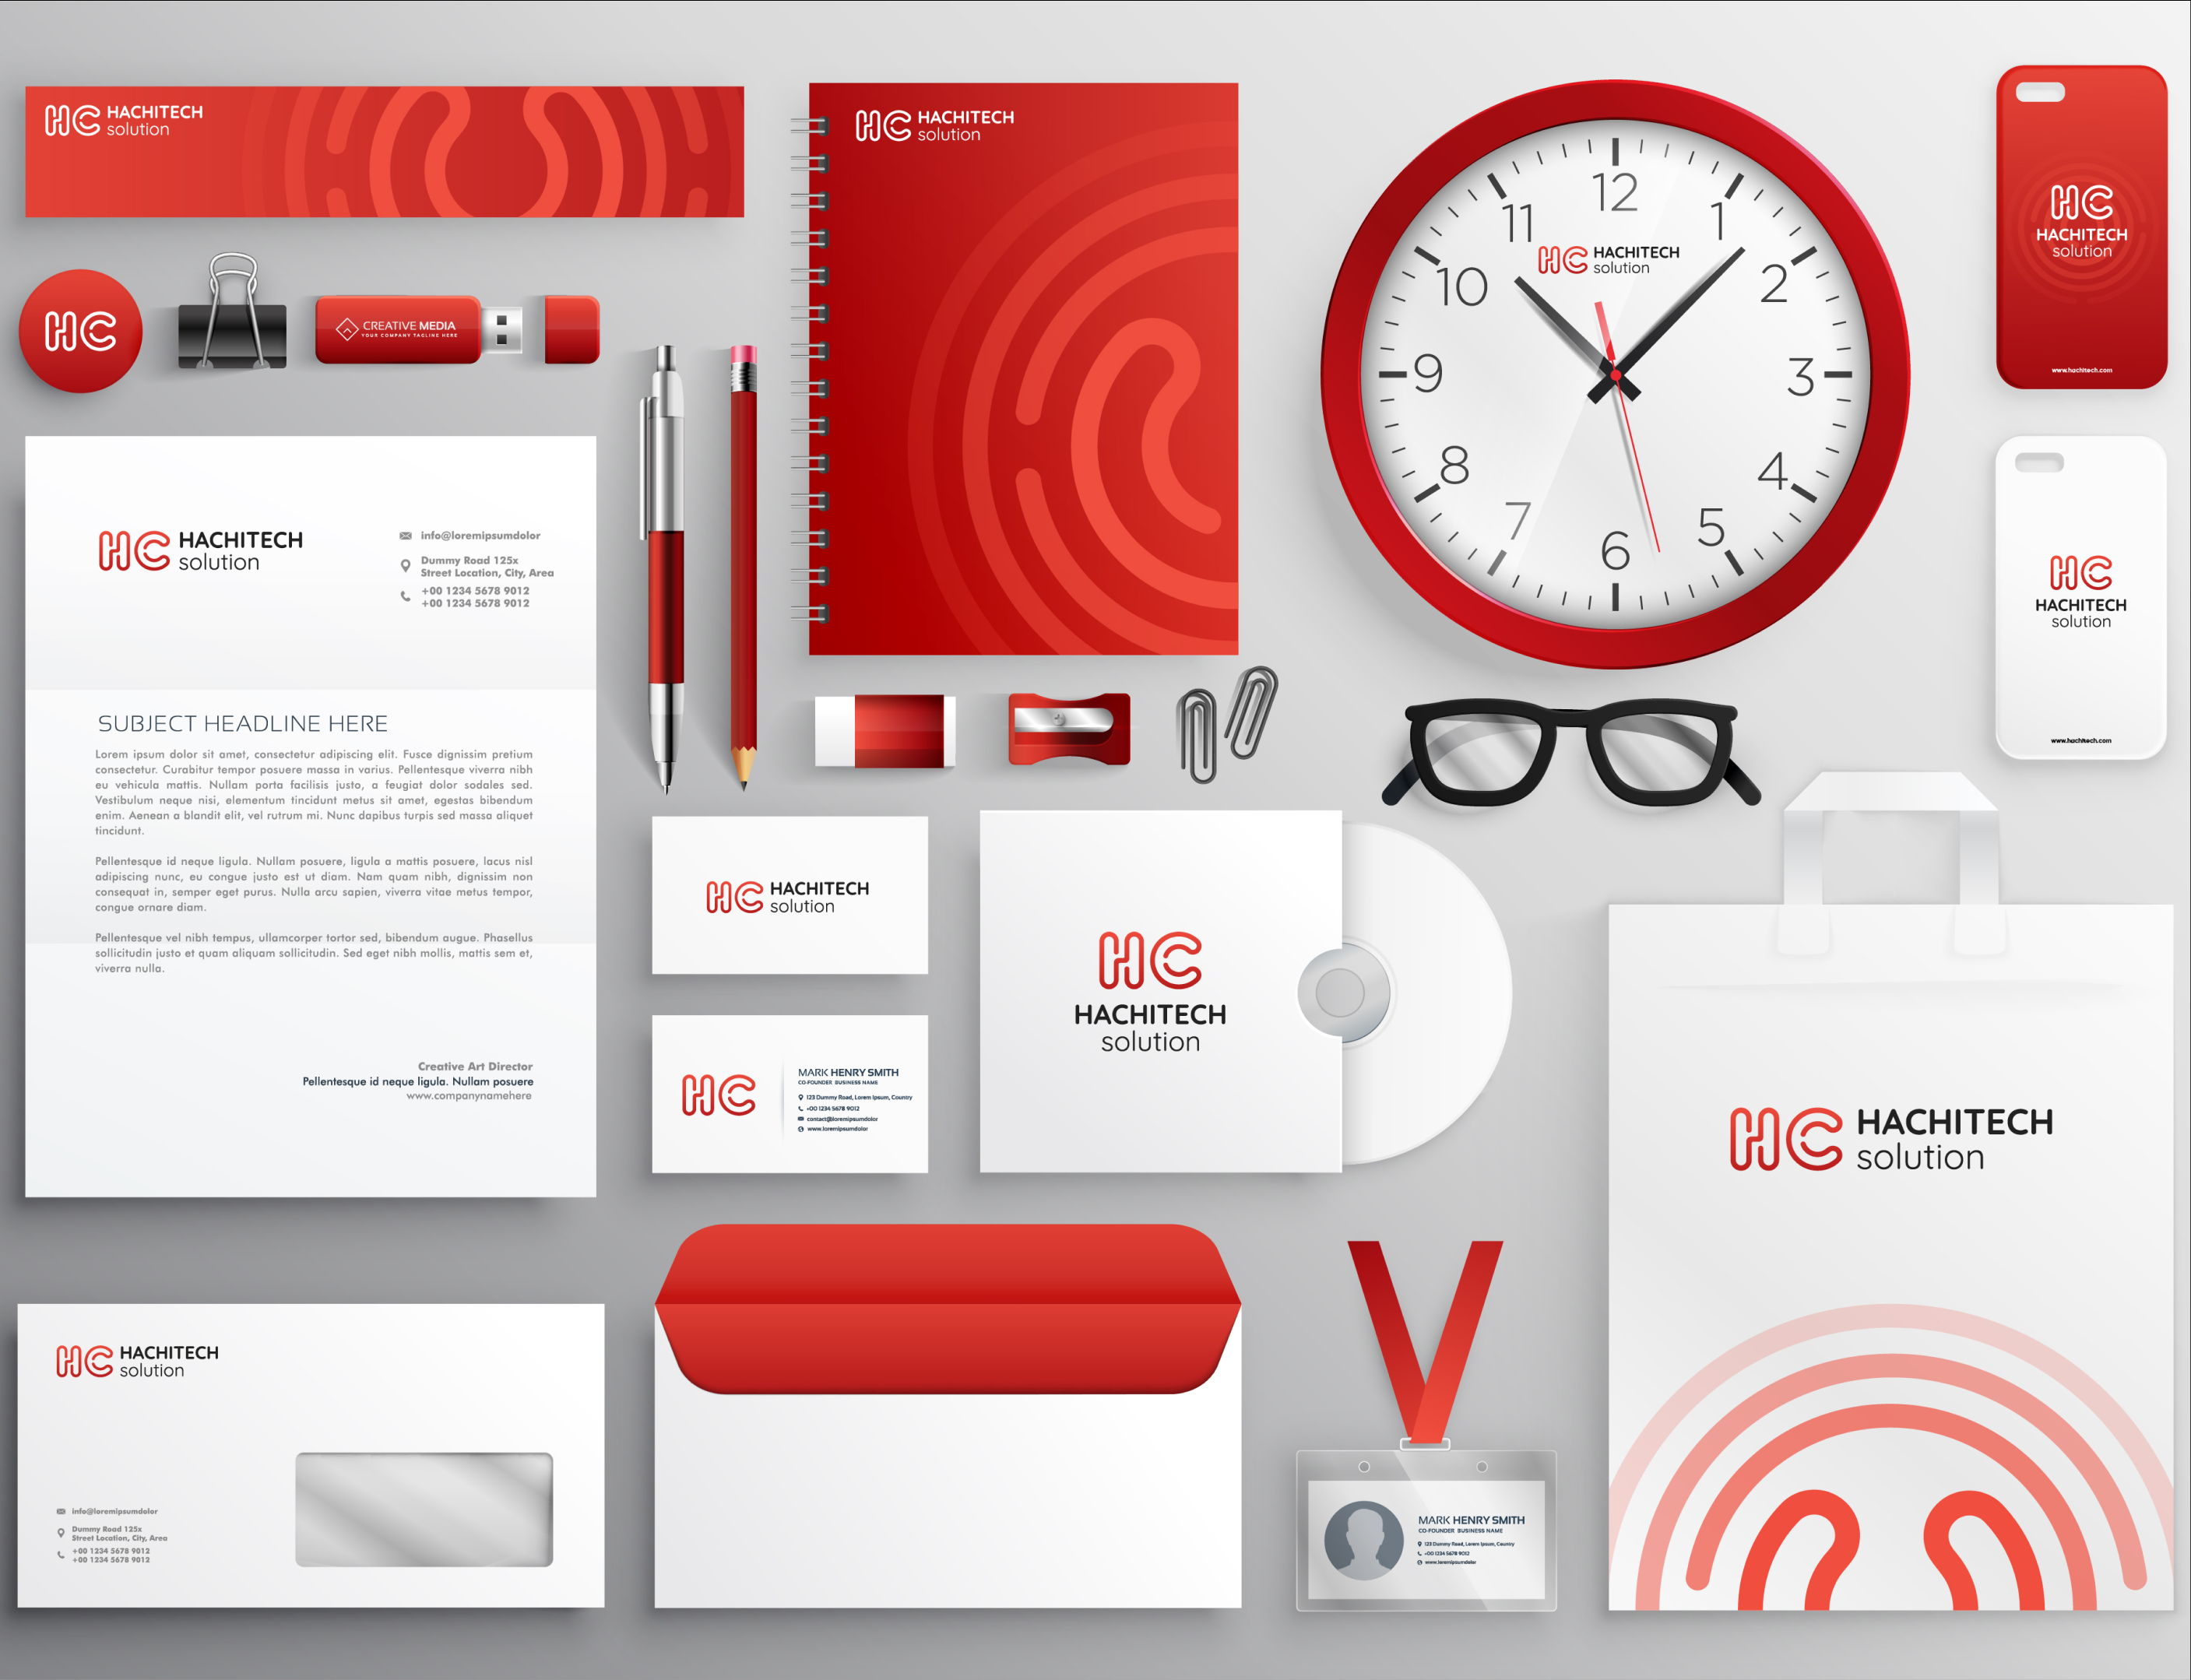 HC HACHITECH
solution
HC HACHITECH
solution
12
1
2
3
4
5
6
7
8
9
10
11
HC HACHITECH
solution
HC
HACHITECH
solution
www.hachitech.com
HC
CREATIVE MEDIA
YOUR COMPANY TAGLINE HERE
HC HACHITECH
solution
info@loremipsumdolor
Dummy Road 125x
Street Location, City, Area
+00 1234 5678 9012
+00 1234 5678 9012
SUBJECT HEADLINE HERE
Lorem ipsum dolor sit amet, consectetur adipiscing elit. Fusce dignissim pretium
consectetur. Curabitur tempor posuere massa in varius. Pellentesque viverra nibh
eu vehicula mattis. Nullam porta facilisis justo, a feugiat dolor sodales sed.
Vestibulum neque nisi, elementum tincidunt metus sit amet, egestas bibendum
enim. Aenean a blandit elit, vel rutrum mi. Nunc dapibus turpis sed massa aliquet
tincidunt.
Pellentesque id neque ligula. Nullam posuere, ligula a mattis posuere, lacus nisl
adipiscing nunc, eu congue justo est ut diam. Nam quam nibh, dignissim non
consequat in, semper eget purus. Nulla arcu sapien, viverra vitae metus tempor,
congue ornare diam.
Pellentesque vel nibh tempus, ullamcorper tortor sed, bibendum augue. Phasellus
sollicitudin justo et quam aliquam sollicitudin. Sed eget nibh mollis, mattis sem et,
viverra nulla.
Creative Art Director
Pellentesque id neque ligula. Nullam posuere
www.companynamehere
HC
HACHITECH
solution
www.hachitech.com
HC HACHITECH
solution
HC
MARK HENRY SMITH
CO-FOUNDER BUSINESS NAME
123 Dummy Road, Lorem Ipsum, Country
+00 1234 5678 9012
contact@loremipsumdolor
www.loremipsumdolor
HC
HACHITECH
solution
HC HACHITECH
solution
HC HACHITECH
solution
info@loremipsumdolor
Dummy Road 125x
Street Location, City, Area
+00 1234 5678 9012
+00 1234 5678 9012
MARK HENRY SMITH
CO-FOUNDER BUSINESS NAME
123 Dummy Road, Lorem Ipsum, Country
+00 1234 5678 9012
www.loremipsumdolor